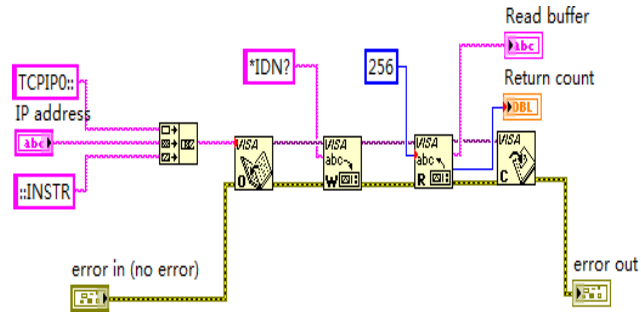 Read buffer
abc
TCPIP0::
*IDN?
256
Return count
DBL
IP address
abc
VISA
O
VISA
abc
W
VISA
abc
R
VISA
C
::INSTR
error in (no error)
error out